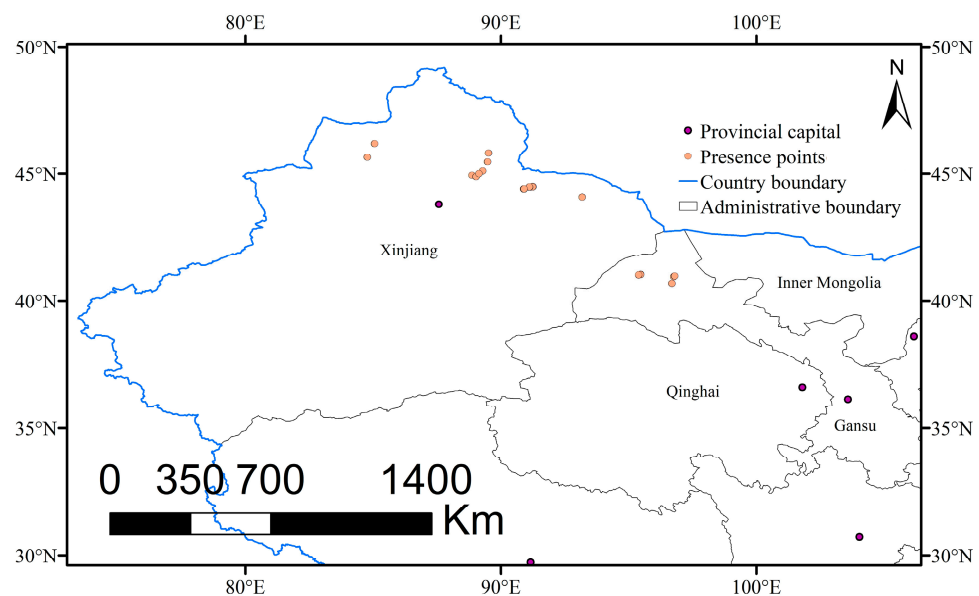 80°E 90°E 100°E
50°N 50°N
N
Provincial capital
Presence points
45°N 45°N
Country boundary
Administrative boundary
Xinjiang
Inner Mongolia
40°N 40°N
Qinghai
Gansu
35°N 35°N
0 350 700 1400
Km
30°N 30°N
80°E 90°E 100°E